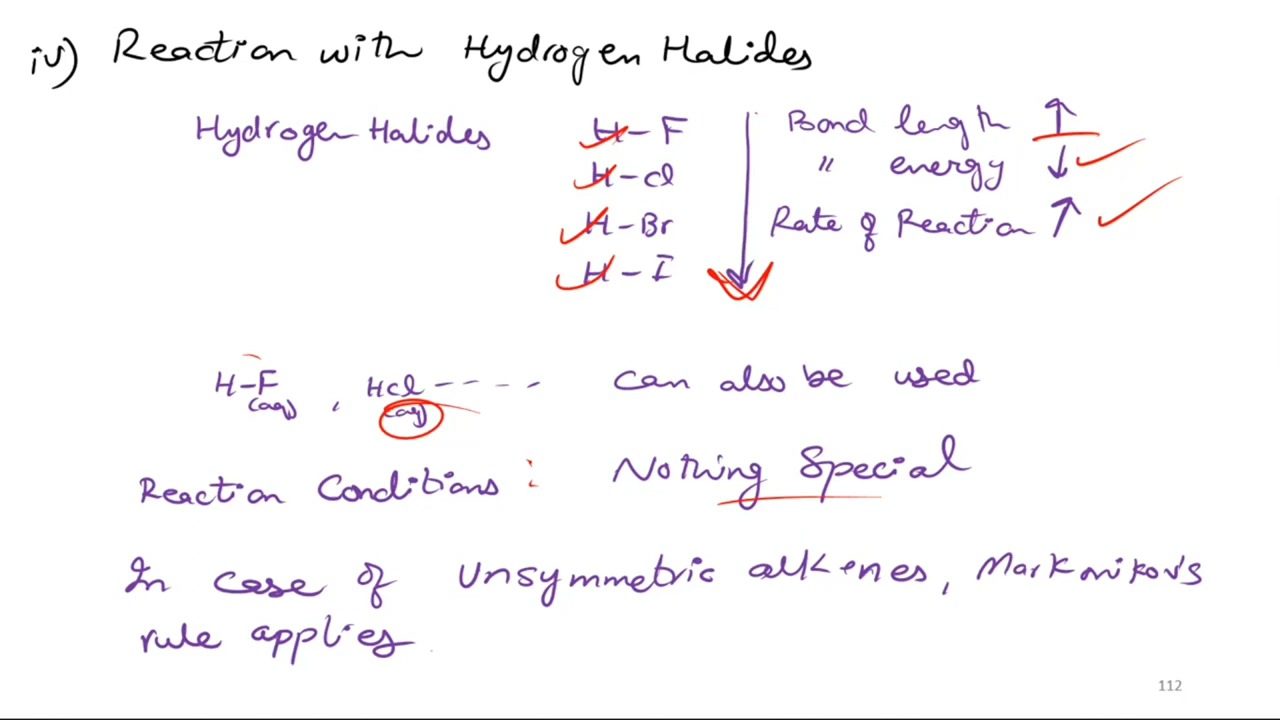 iv) Reaction with Hydrogen Halides
Hydrogen Halides H-F Bond length ↑
H-Cl " energy ↓
H-Br Rate of Reaction ↑
H-I
H-F(aq), HCl(aq) ---- can also be used
Reaction Conditions : Nothing Special
In case of unsymmetric alkenes, Markonikov's
rule applies
112